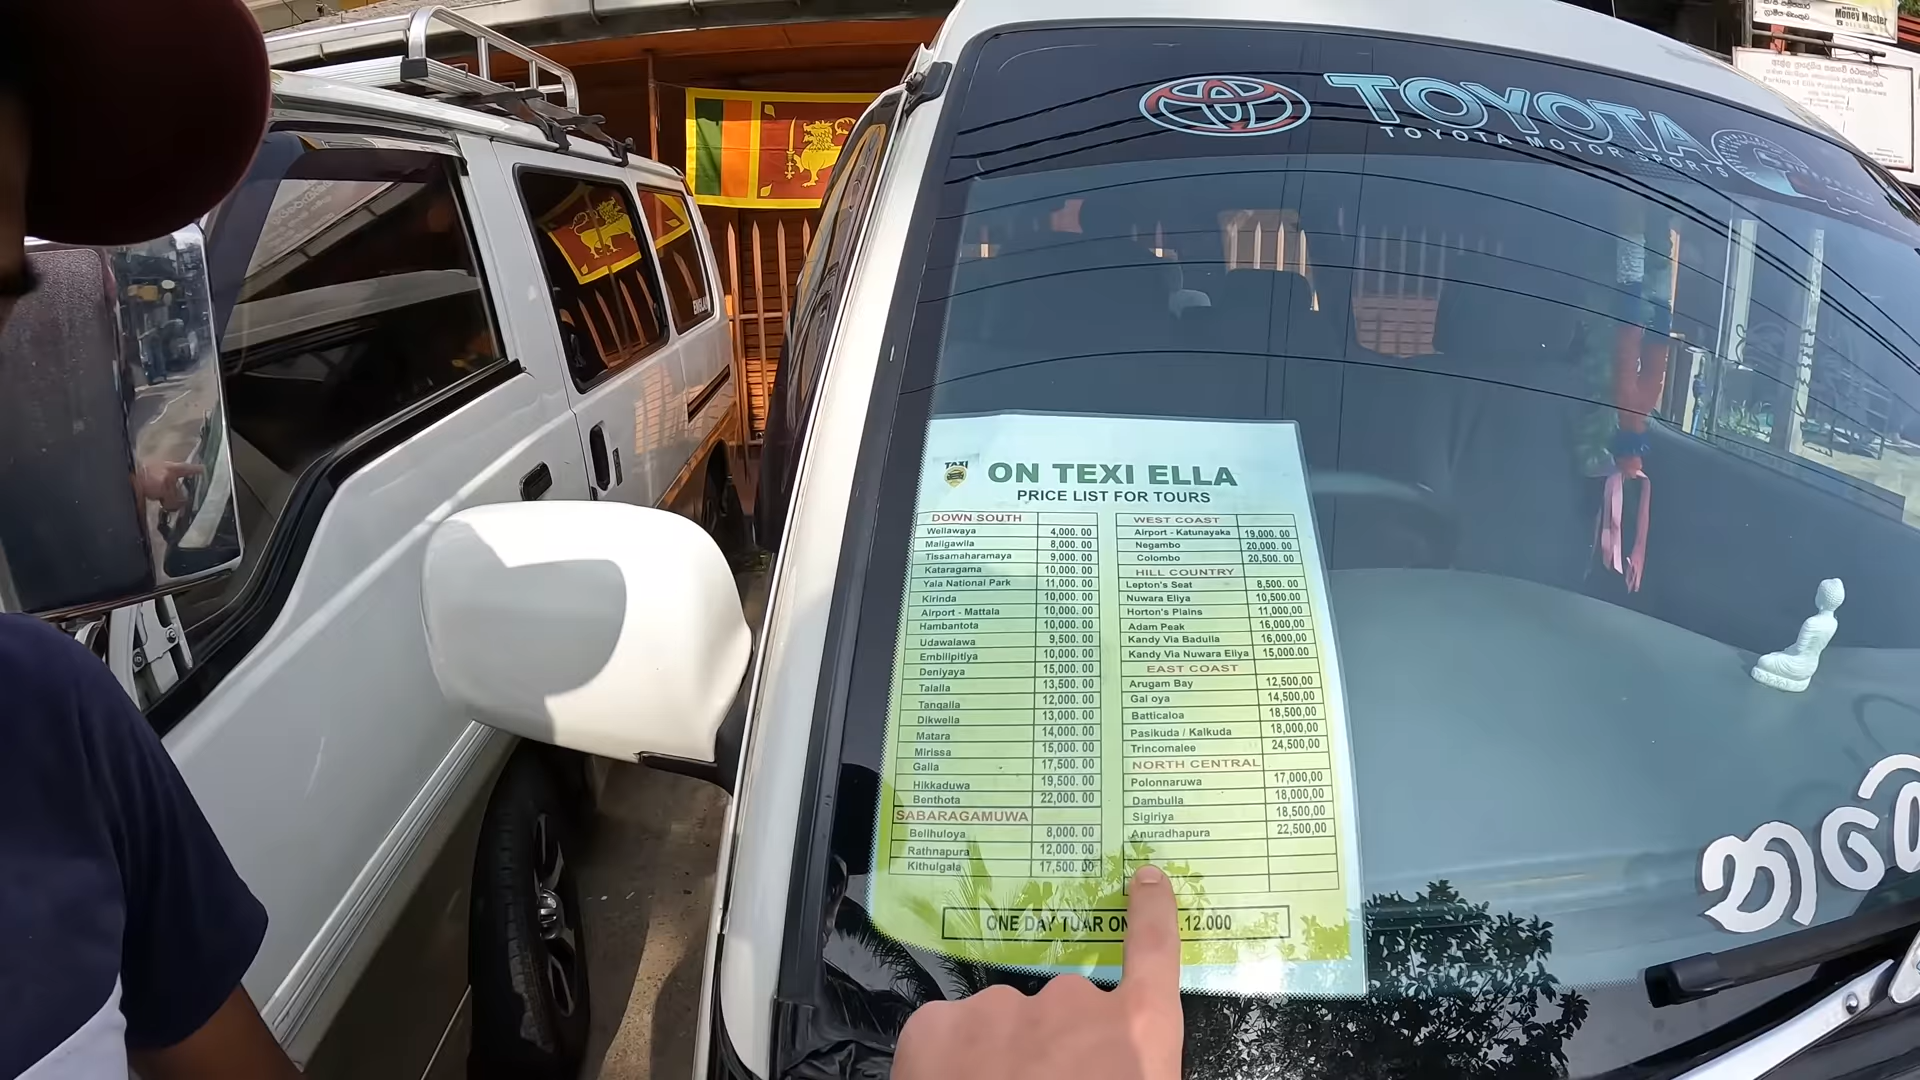 Money Master
Parking of Ella Pradeshiya Sabhawa
TOYOTA
TOYOTA MOTOR SPORTS
ENGLAND
TAXI
ON TEXI ELLA
PRICE LIST FOR TOURS
DOWN SOUTH
Wellawaya 4,000. 00
Maligawila 8,000. 00
Tissamaharamaya 9,000. 00
Kataragama 10,000. 00
Yala National Park 11,000. 00
Kirinda 10,000. 00
Airport - Mattala 10,000. 00
Hambantota 10,000. 00
Udawalawa 9,500. 00
Embilipitiya 10,000. 00
Deniyaya 15,000. 00
Talalla 13,500. 00
Tangalla 12,000. 00
Dikwella 13,000. 00
Matara 14,000. 00
Mirissa 15,000. 00
Galla 17,500. 00
Hikkaduwa 19,500. 00
Benthota 22,000. 00
SABARAGAMUWA
Belihuloya 8,000. 00
Rathnapura 12,000. 00
Kithulgala 17,500. 00
WEST COAST
Airport - Katunayaka 19,000. 00
Negambo 20,000. 00
Colombo 20,500. 00
HILL COUNTRY
Lepton's Seat 8,500. 00
Nuwara Eliya 10,500. 00
Horton's Plains 11,000,00
Adam Peak 16,000,00
Kandy Via Badulla 16,000,00
Kandy Via Nuwara Eliya 15,000.00
EAST COAST
Arugam Bay 12,500,00
Gal oya 14,500,00
Batticaloa 18,500,00
Pasikuda / Kalkuda 18,000,00
Trincomalee 24,500,00
NORTH CENTRAL
Polonnaruwa 17,000,00
Dambulla 18,000,00
Sigiriya 18,500,00
Anuradhapura 22,500,00
ONE DAY TUAR ON .12.000